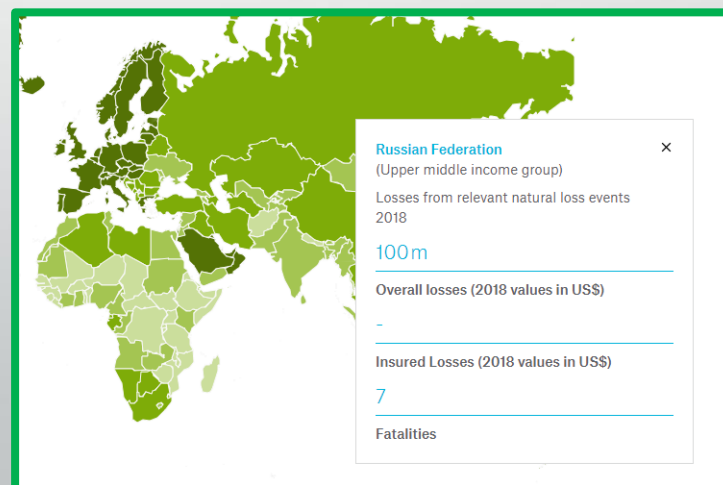 Russian Federation
(Upper middle income group)
Losses from relevant natural loss events
2018
100m
Overall losses (2018 values in US$)
-
Insured Losses (2018 values in US$)
7
Fatalities